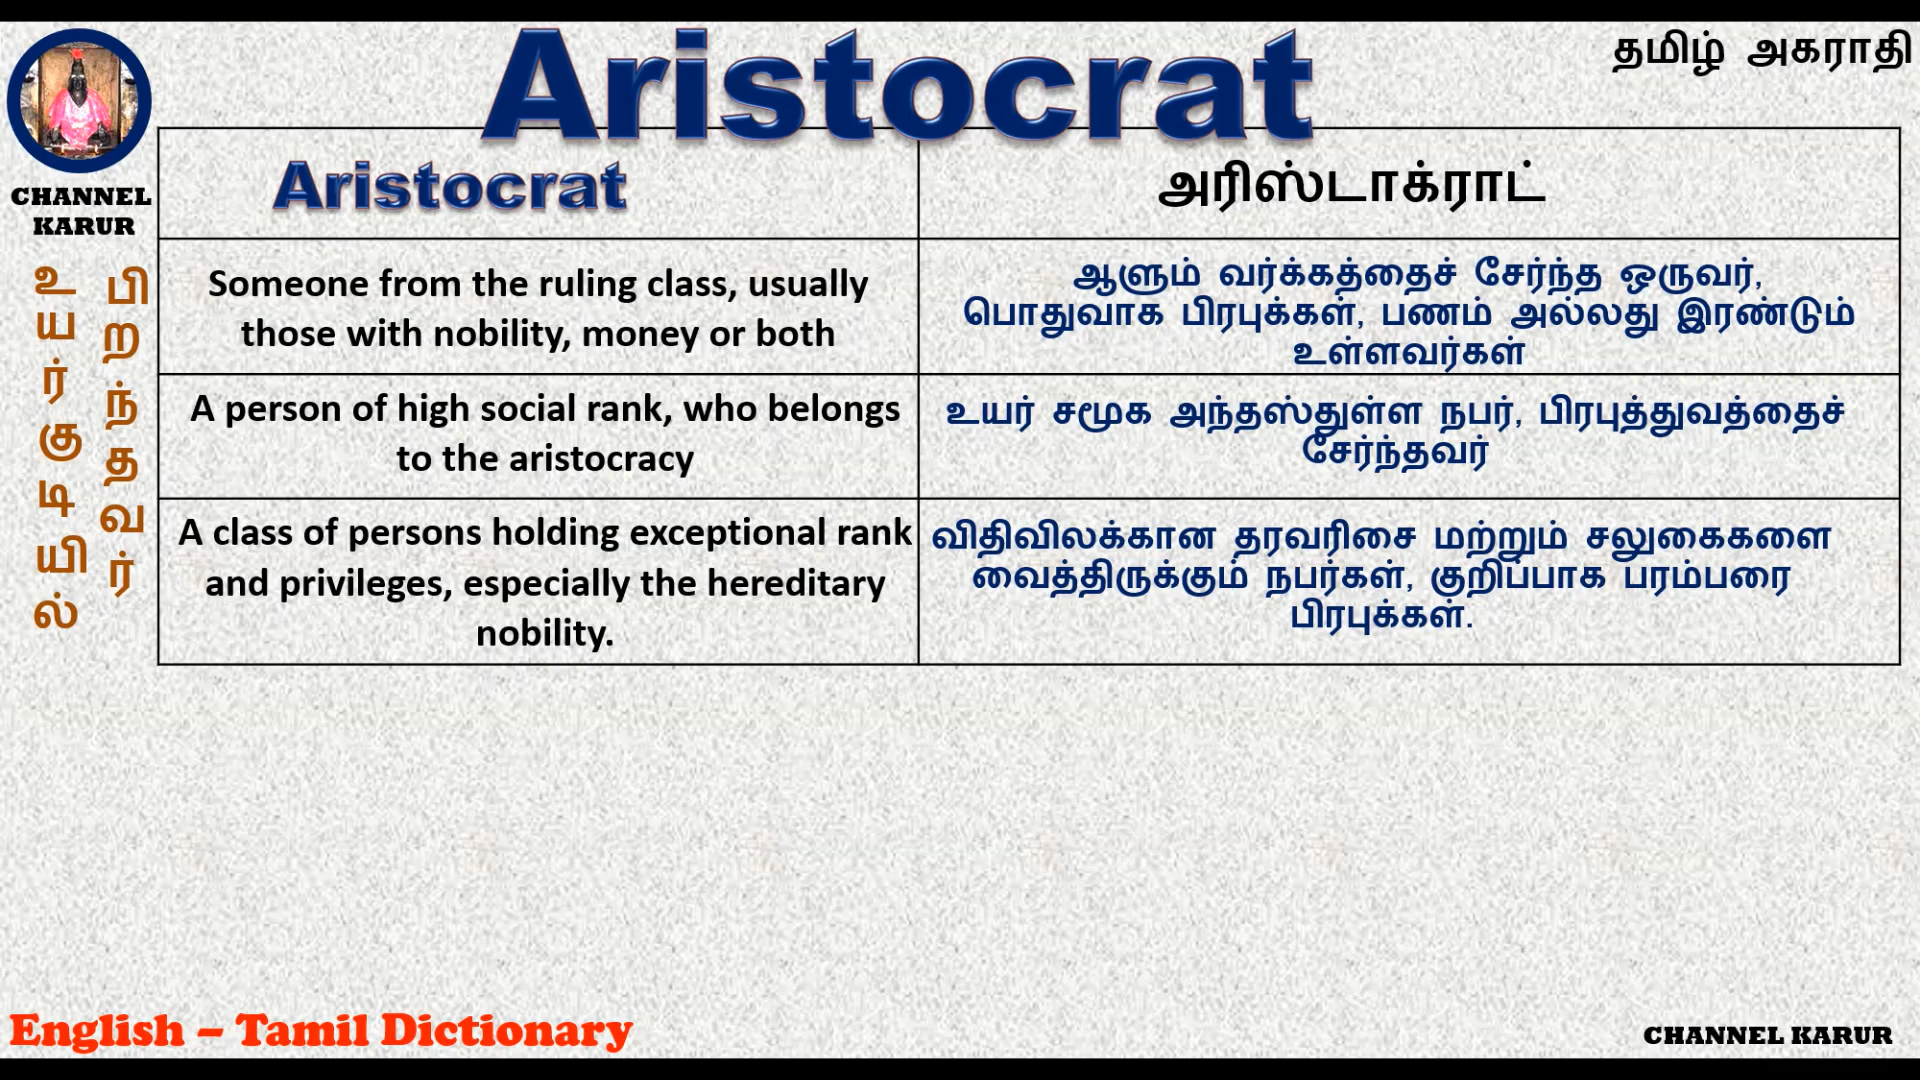 Aristocrat
தமிழ் அகராதி
CHANNEL
KARUR
உயர்குடியில்
பிறந்தவர்
Aristocrat
அரிஸ்டாக்ராட்
Someone from the ruling class, usually
those with nobility, money or both
ஆளும் வர்க்கத்தைச் சேர்ந்த ஒருவர்,
பொதுவாக பிரபுக்கள், பணம் அல்லது இரண்டும்
உள்ளவர்கள்
A person of high social rank, who belongs
to the aristocracy
உயர் சமூக அந்தஸ்துள்ள நபர், பிரபுத்துவத்தைச்
சேர்ந்தவர்
A class of persons holding exceptional rank
and privileges, especially the hereditary
nobility.
விதிவிலக்கான தரவரிசை மற்றும் சலுகைகளை
வைத்திருக்கும் நபர்கள், குறிப்பாக பரம்பரை
பிரபுக்கள்.
English – Tamil Dictionary
CHANNEL KARUR